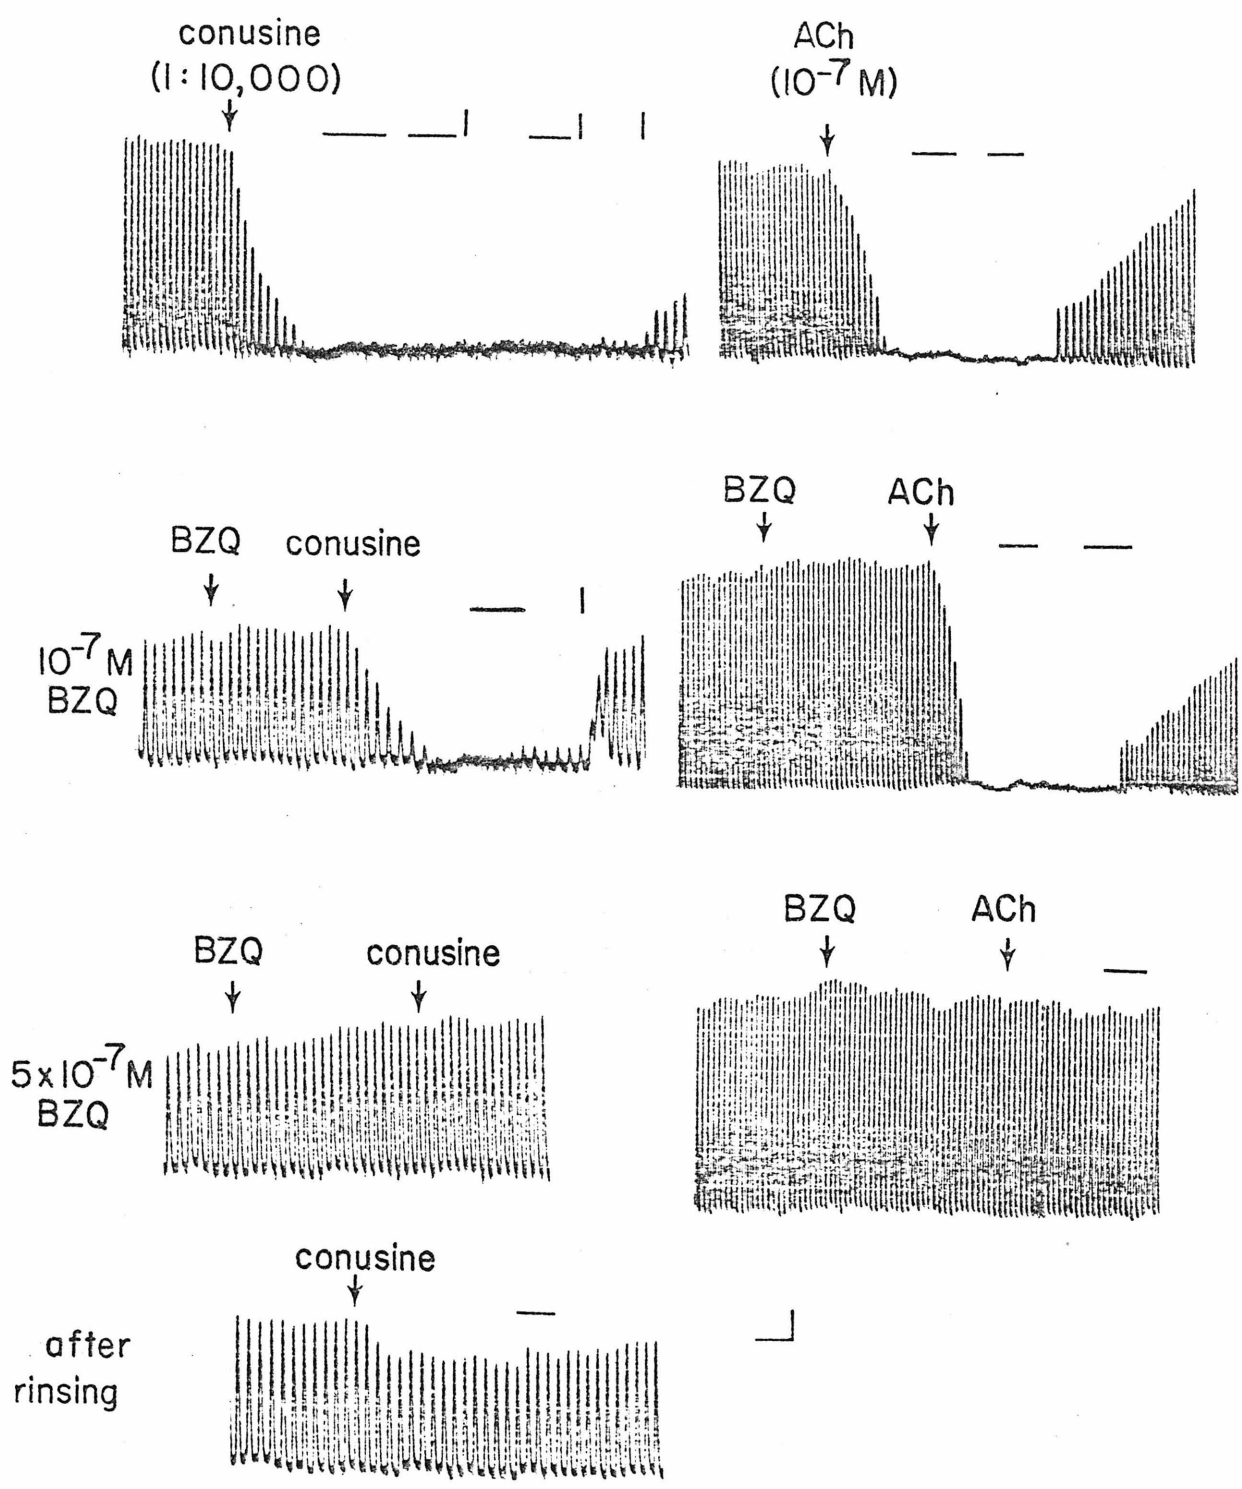 conusine
(1:10,000)
ACh
(10⁻⁷ M)
BZQ
ACh
BZQ
conusine
10⁻⁷ M
BZQ
BZQ
ACh
BZQ
conusine
5x10⁻⁷ M
BZQ
conusine
after
rinsing